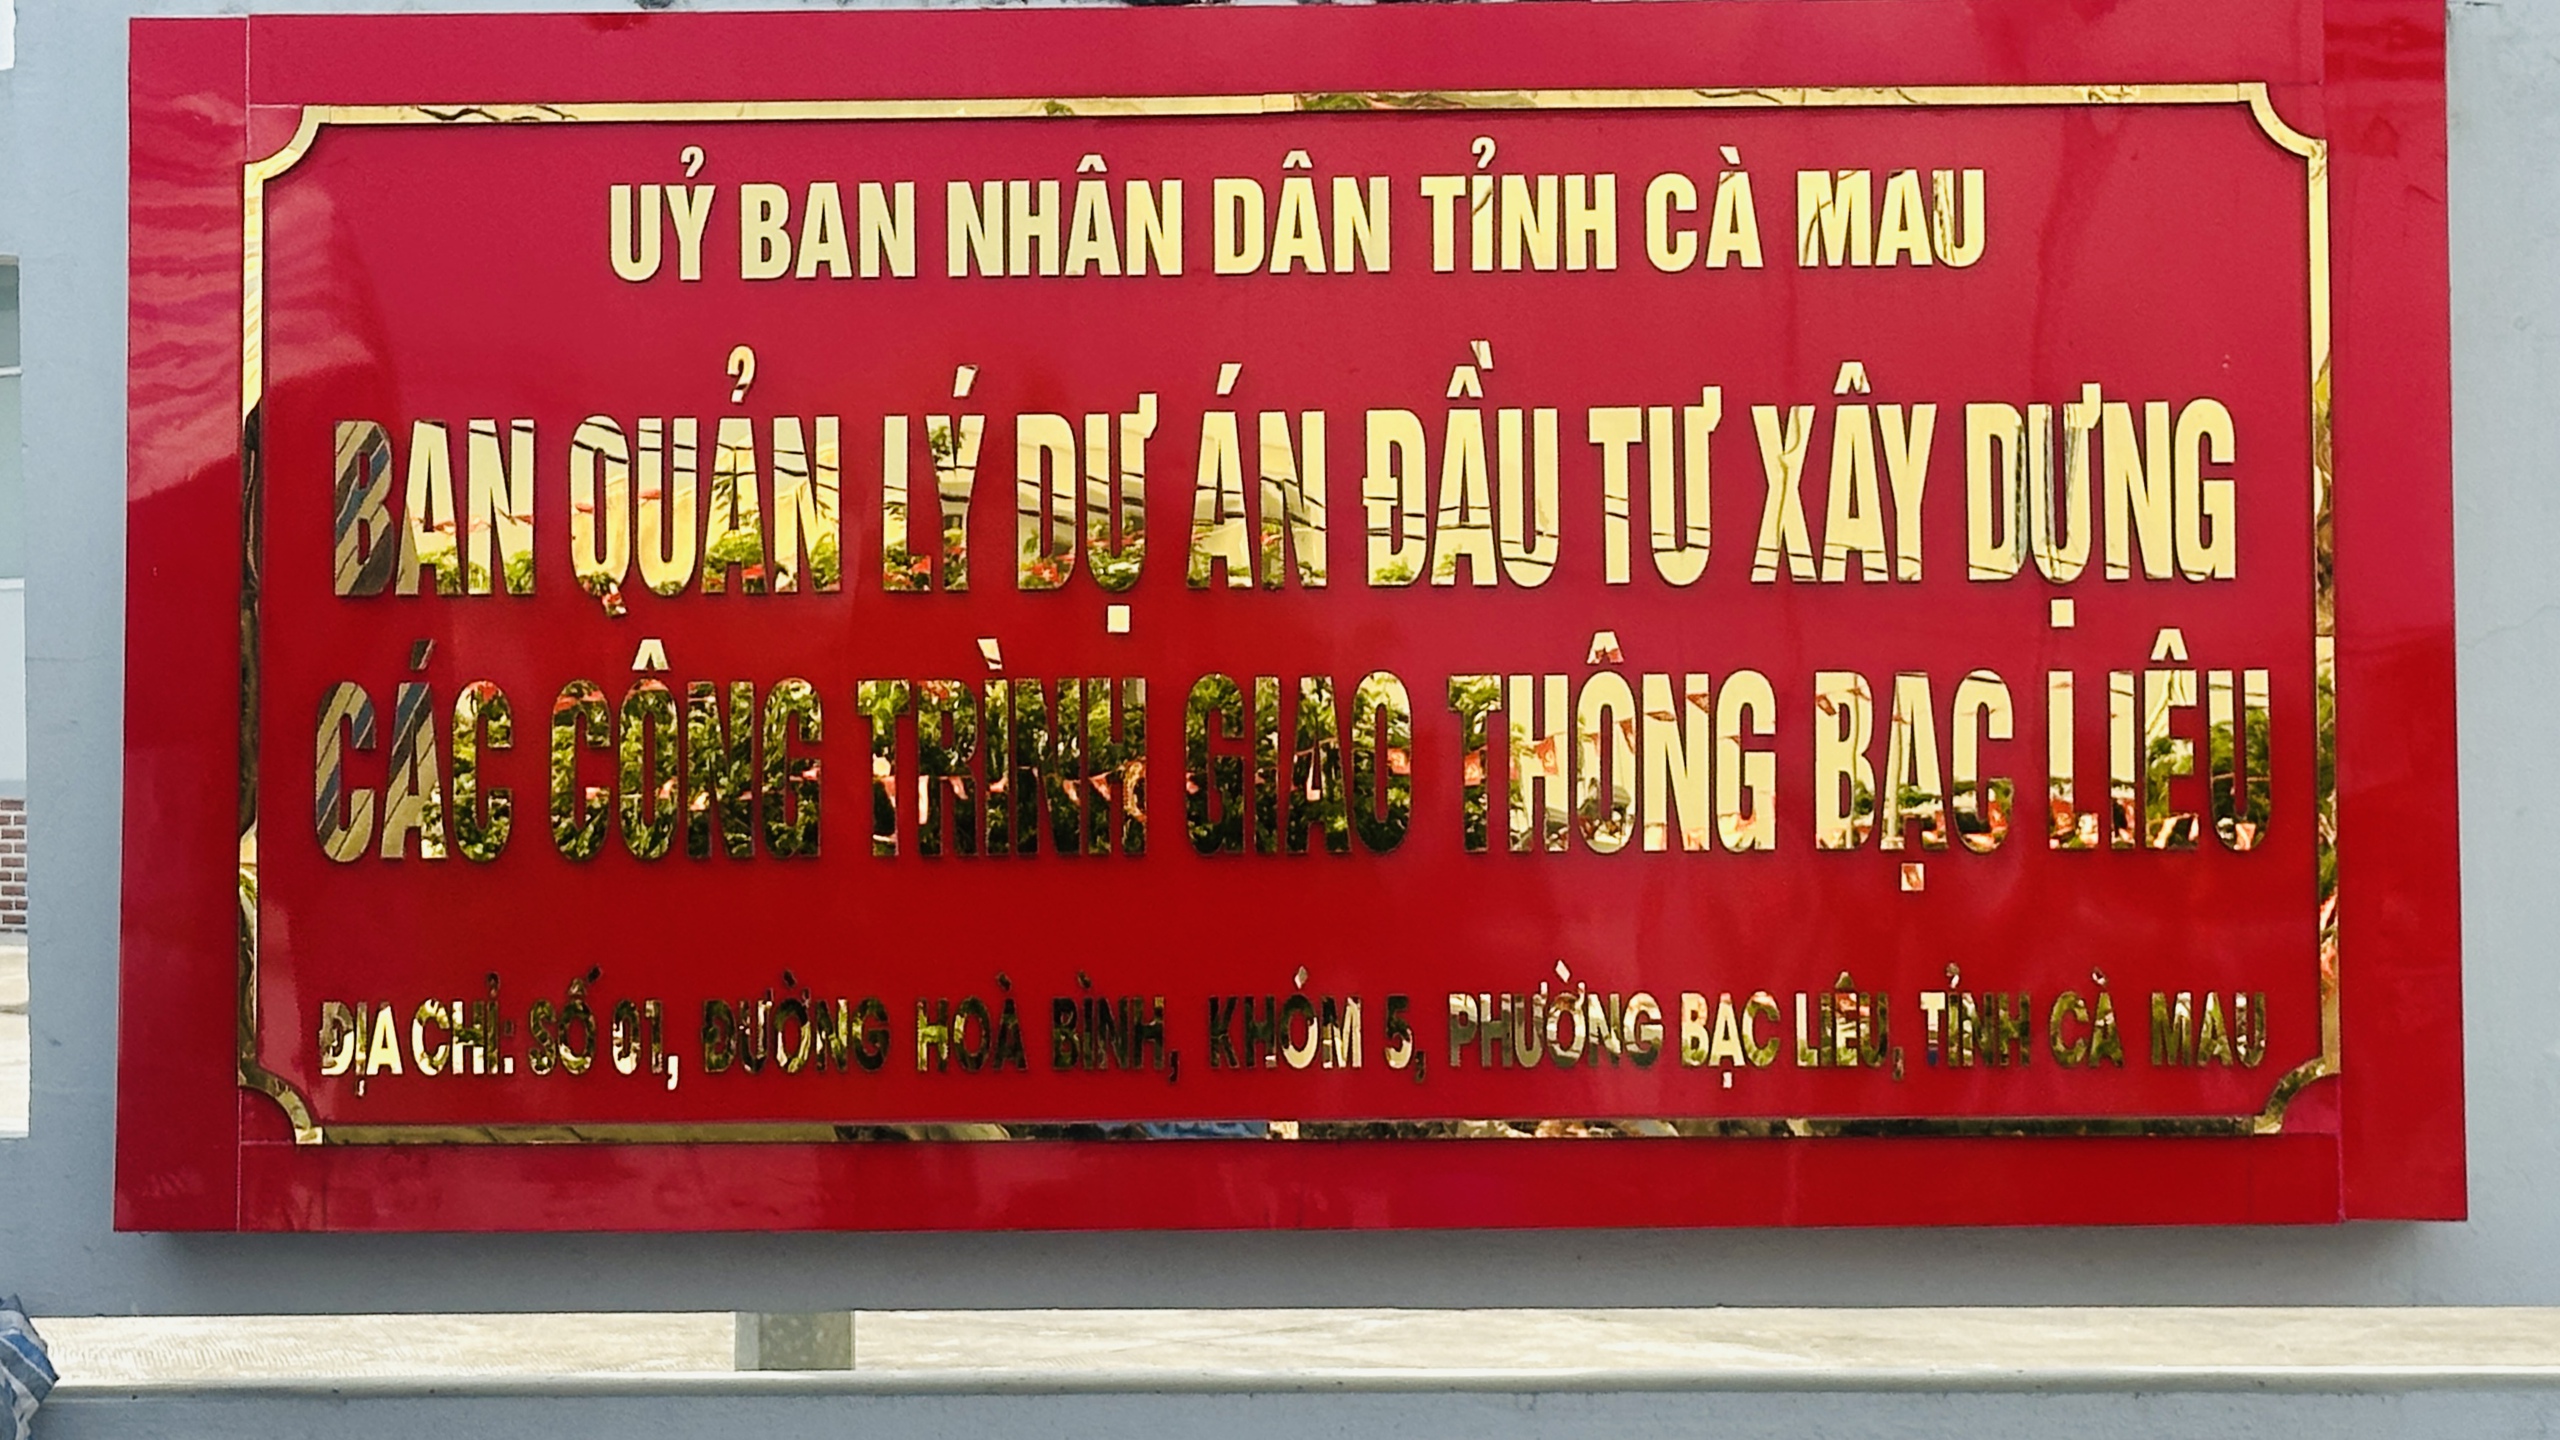 UỶ BAN NHÂN DÂN TỈNH CÀ MAU
BAN QUẢN LÝ DỰ ÁN ĐẦU TƯ XÂY DỰNG
CÁC CÔNG TRÌNH GIAO THÔNG BẠC LIÊU
ĐỊA CHỈ: SỐ 01, ĐƯỜNG HOÀ BÌNH, KHÓM 5, PHƯỜNG BẠC LIÊU, TỈNH CÀ MAU